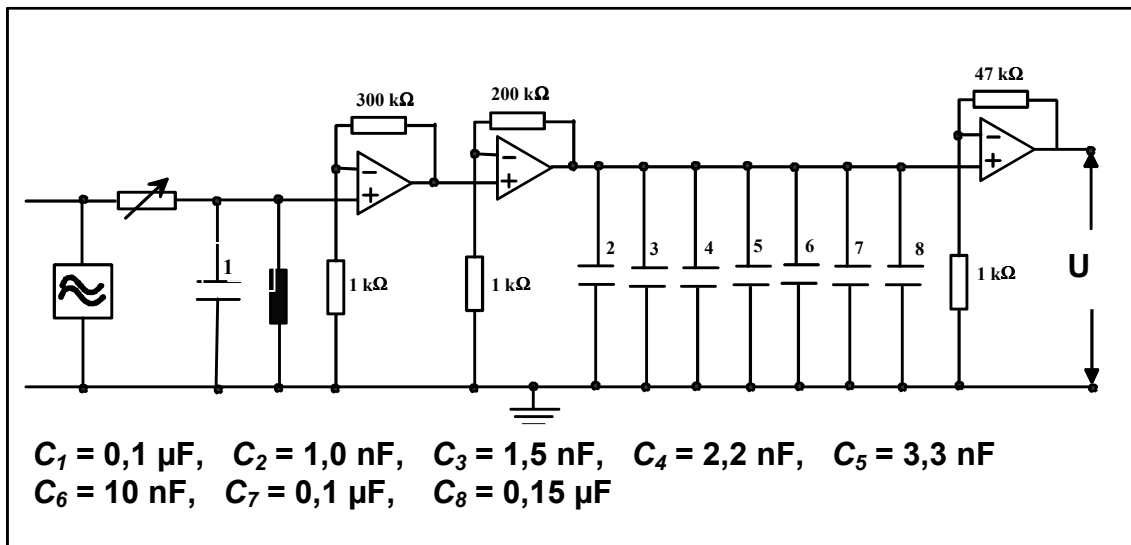 47 kΩ
300 kΩ
200 kΩ
1
2
3
4
5
6
7
8
1 kΩ
1 kΩ
1 kΩ
U
C1 = 0,1 µF, C2 = 1,0 nF, C3 = 1,5 nF, C4 = 2,2 nF, C5 = 3,3 nF
C6 = 10 nF, C7 = 0,1 µF, C8 = 0,15 µF